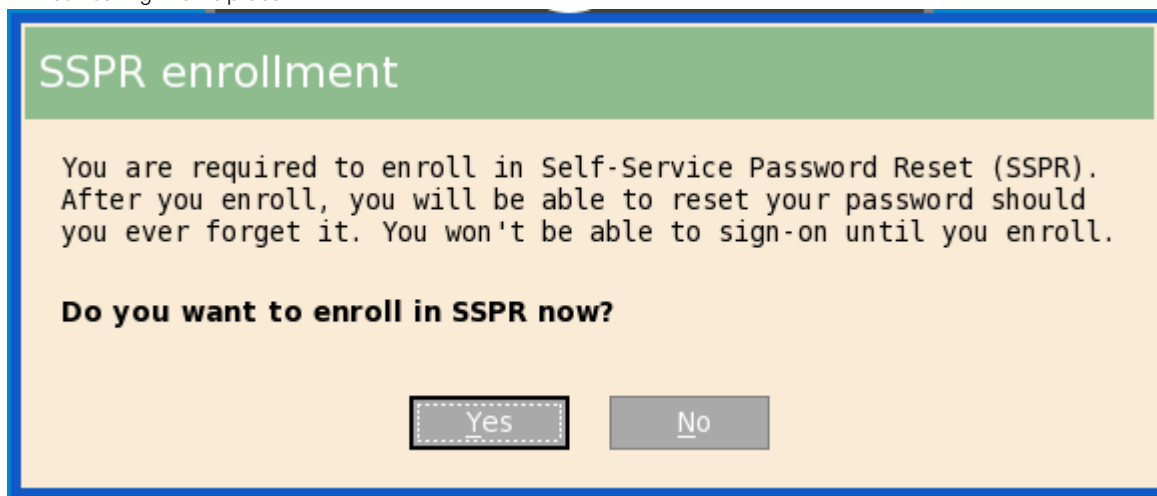 SSPR enrollment
You are required to enroll in Self-Service Password Reset (SSPR).
After you enroll, you will be able to reset your password should
you ever forget it. You won't be able to sign-on until you enroll.
Do you want to enroll in SSPR now?
Yes No